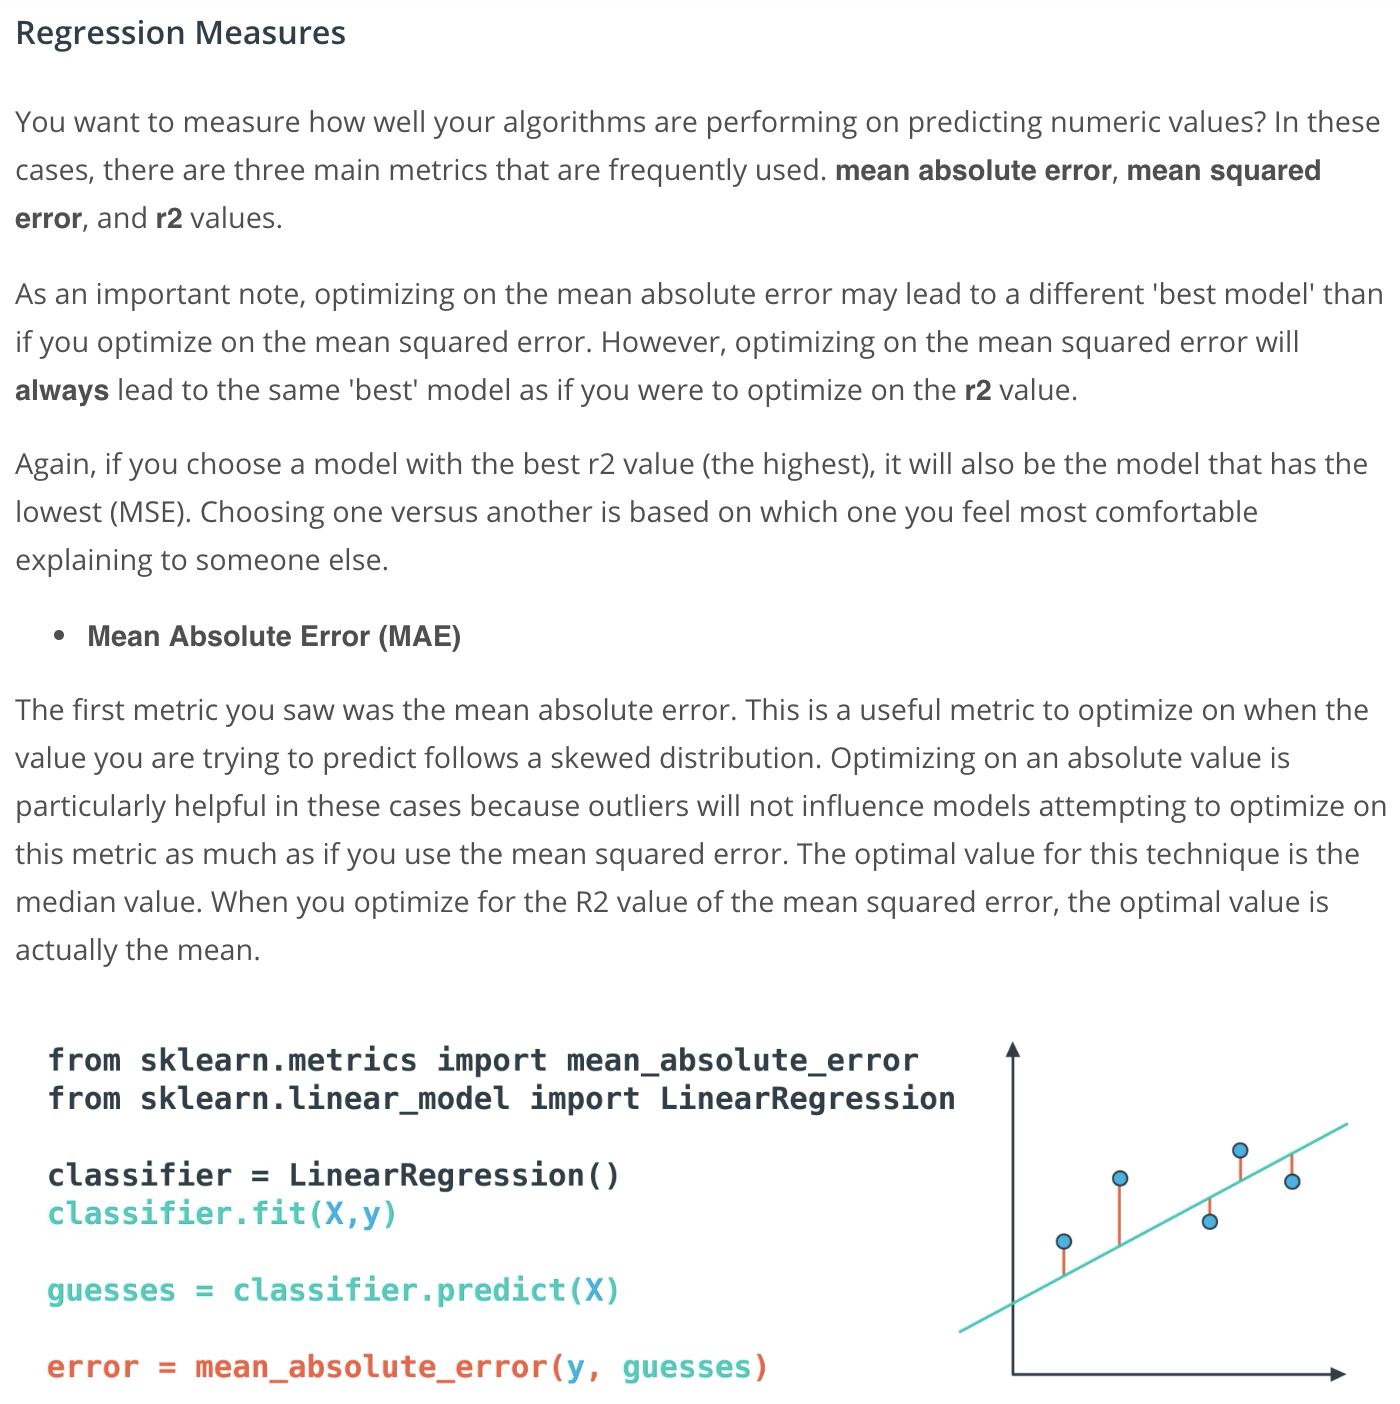 Regression Measures
You want to measure how well your algorithms are performing on predicting numeric values? In these
cases, there are three main metrics that are frequently used. mean absolute error, mean squared
error, and r2 values.
As an important note, optimizing on the mean absolute error may lead to a different 'best model' than
if you optimize on the mean squared error. However, optimizing on the mean squared error will
always lead to the same 'best' model as if you were to optimize on the r2 value.
Again, if you choose a model with the best r2 value (the highest), it will also be the model that has the
lowest (MSE). Choosing one versus another is based on which one you feel most comfortable
explaining to someone else.
• Mean Absolute Error (MAE)
The first metric you saw was the mean absolute error. This is a useful metric to optimize on when the
value you are trying to predict follows a skewed distribution. Optimizing on an absolute value is
particularly helpful in these cases because outliers will not influence models attempting to optimize on
this metric as much as if you use the mean squared error. The optimal value for this technique is the
median value. When you optimize for the R2 value of the mean squared error, the optimal value is
actually the mean.
from sklearn.metrics import mean_absolute_error
from sklearn.linear_model import LinearRegression
classifier = LinearRegression()
classifier.fit(X,y)
guesses = classifier.predict(X)
error = mean_absolute_error(y, guesses)